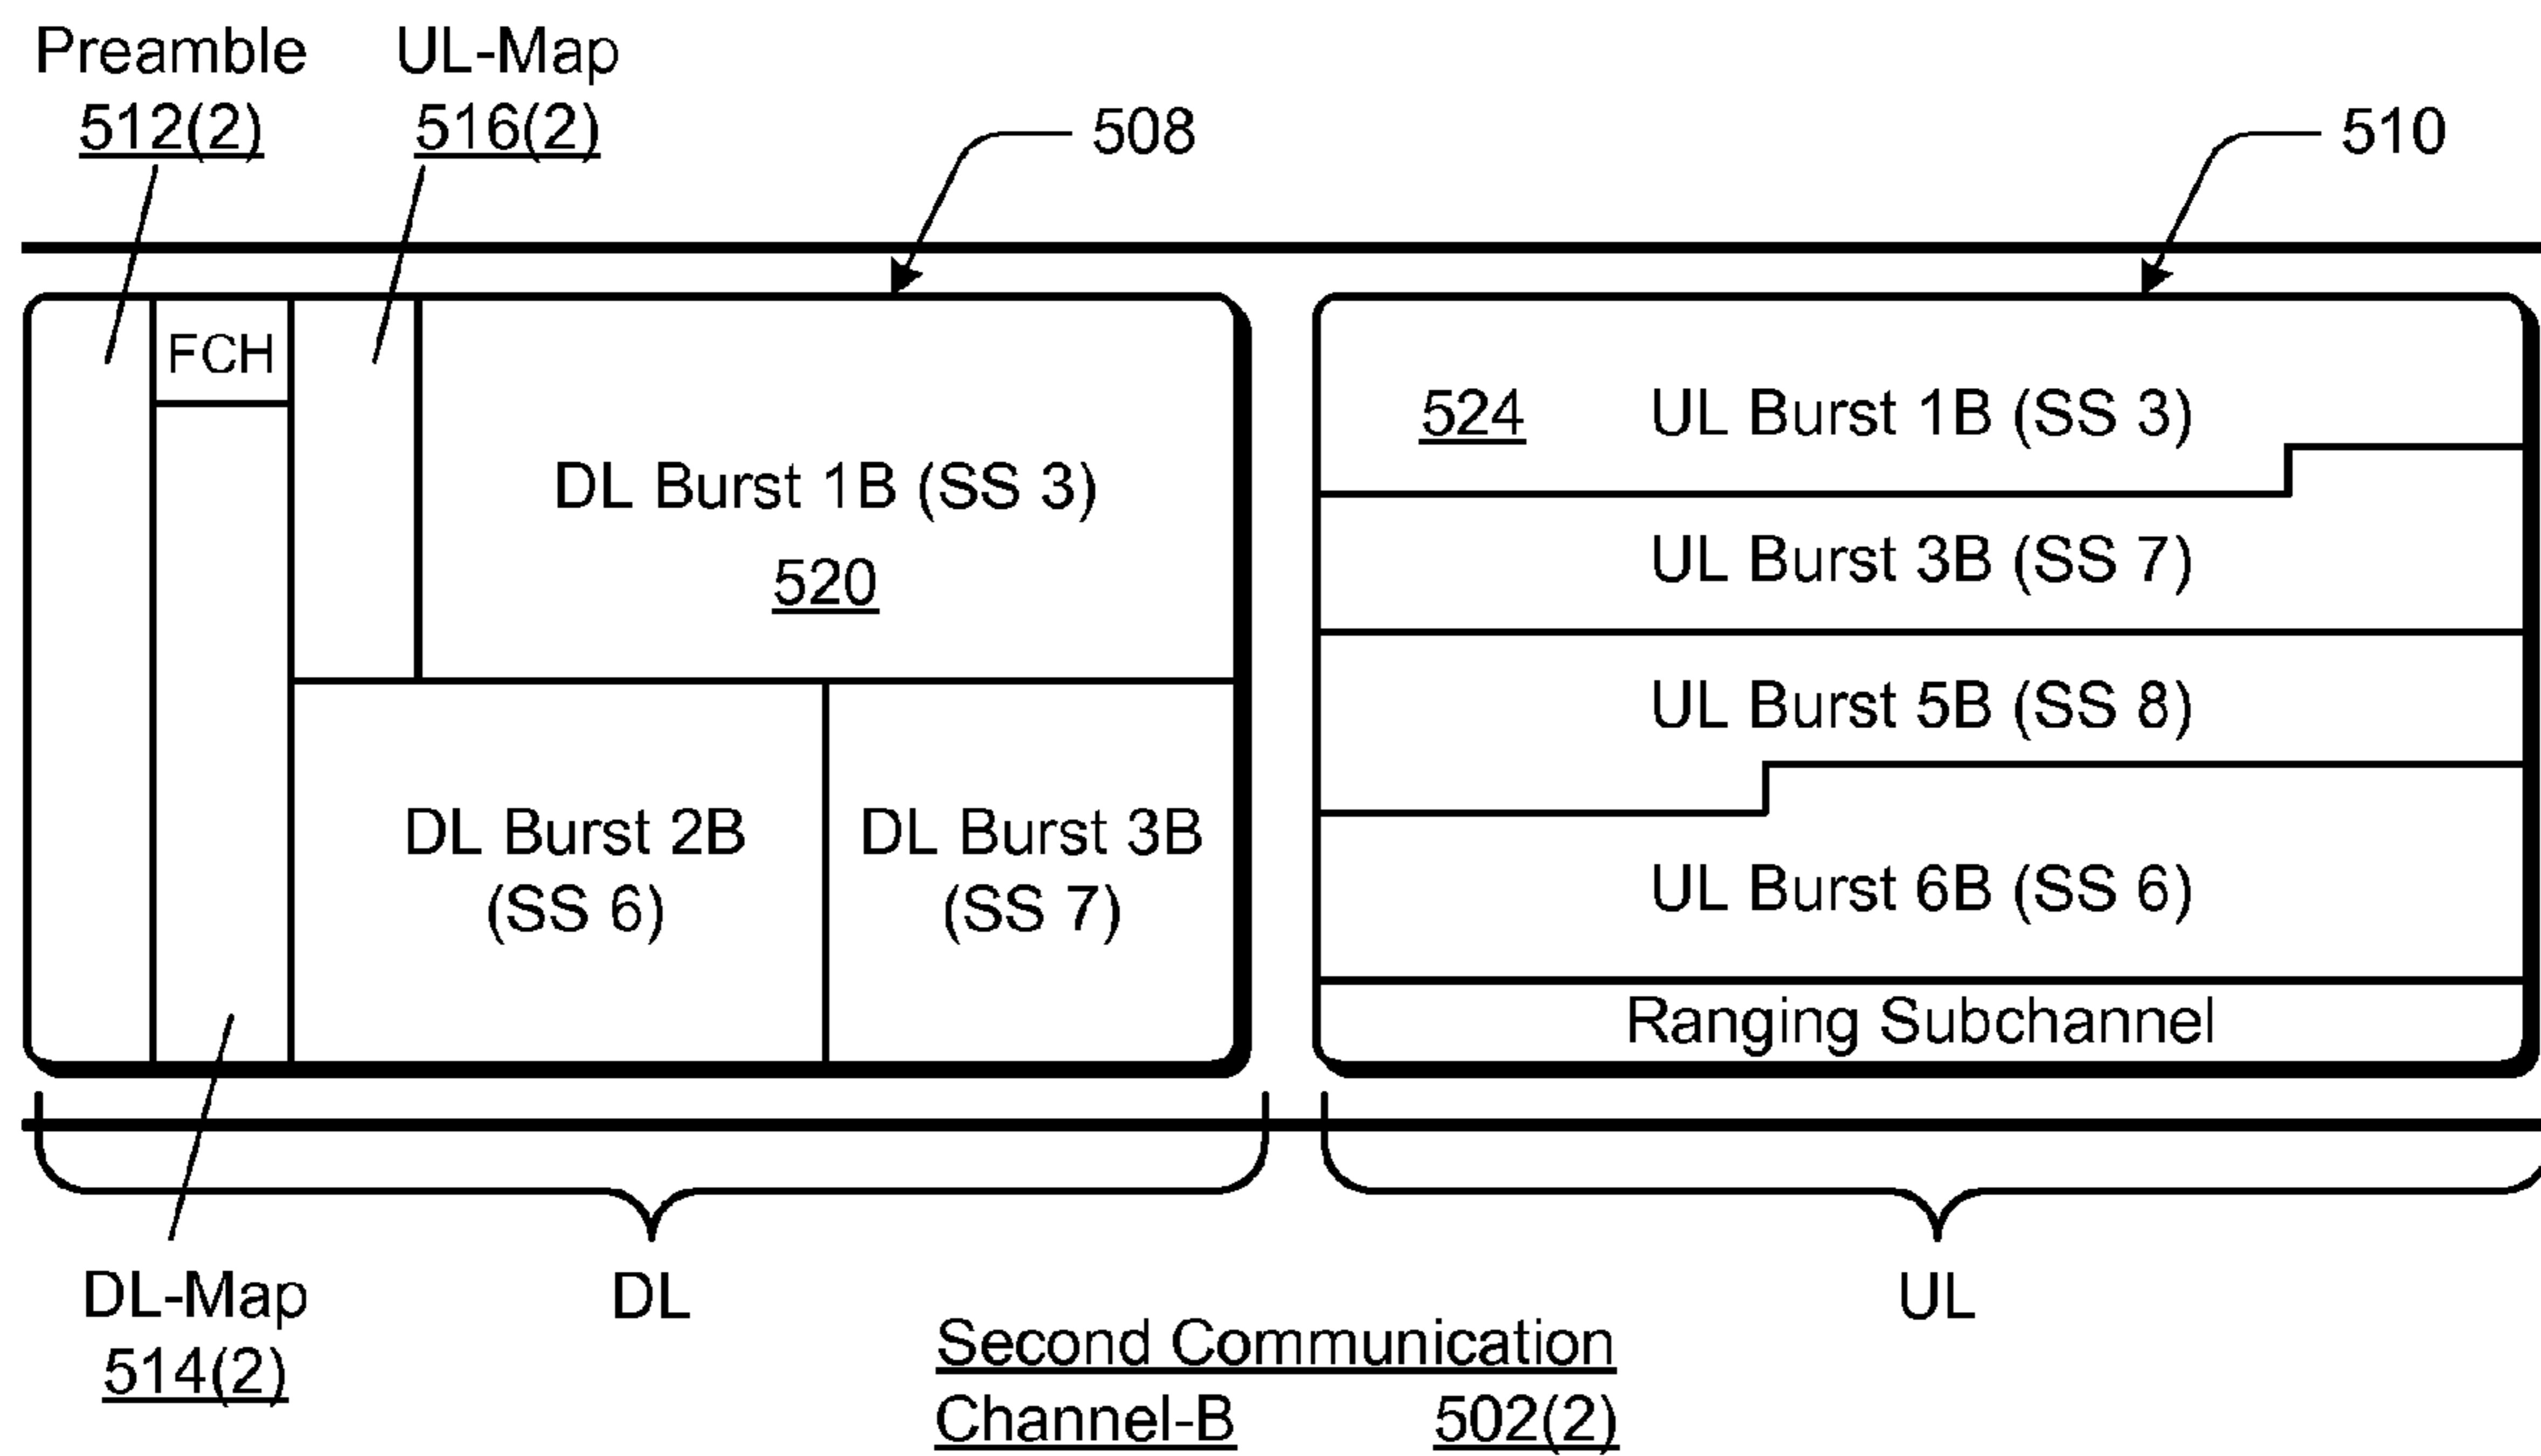 Preamble
512(2)
UL-Map
516(2)
508
510
FCH
DL Burst 1B (SS 3)
520
DL Burst 2B
(SS 6)
DL Burst 3B
(SS 7)
524 UL Burst 1B (SS 3)
UL Burst 3B (SS 7)
UL Burst 5B (SS 8)
UL Burst 6B (SS 6)
Ranging Subchannel
DL-Map
514(2)
DL
UL
Second Communication
Channel-B 502(2)